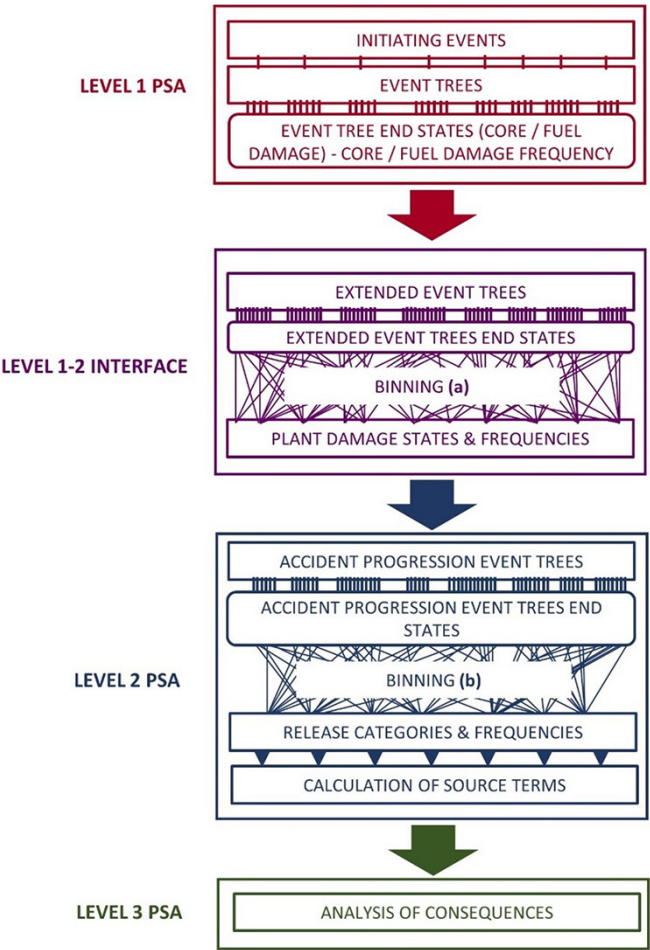 INITIATING EVENTS
LEVEL 1 PSA
EVENT TREES
EVENT TREE END STATES (CORE / FUEL
DAMAGE) - CORE / FUEL DAMAGE FREQUENCY
EXTENDED EVENT TREES
EXTENDED EVENT TREES END STATES
LEVEL 1-2 INTERFACE
BINNING (a)
PLANT DAMAGE STATES & FREQUENCIES
ACCIDENT PROGRESSION EVENT TREES
ACCIDENT PROGRESSION EVENT TREES END
STATES
LEVEL 2 PSA
BINNING (b)
RELEASE CATEGORIES & FREQUENCIES
CALCULATION OF SOURCE TERMS
LEVEL 3 PSA
ANALYSIS OF CONSEQUENCES